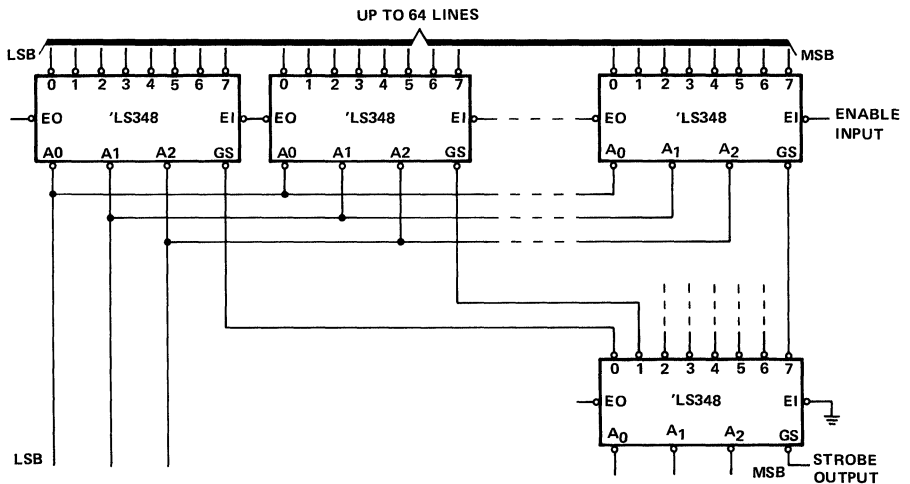 UP TO 64 LINES
LSB MSB
0 1 2 3 4 5 6 7 0 1 2 3 4 5 6 7 0 1 2 3 4 5 6 7
EO 'LS348 EI EO 'LS348 EI EO 'LS348 EI ENABLE
INPUT
A0 A1 A2 GS A0 A1 A2 GS A0 A1 A2 GS
0 1 2 3 4 5 6 7
EO 'LS348 EI
A0 A1 A2 GS
LSB MSB STROBE
OUTPUT